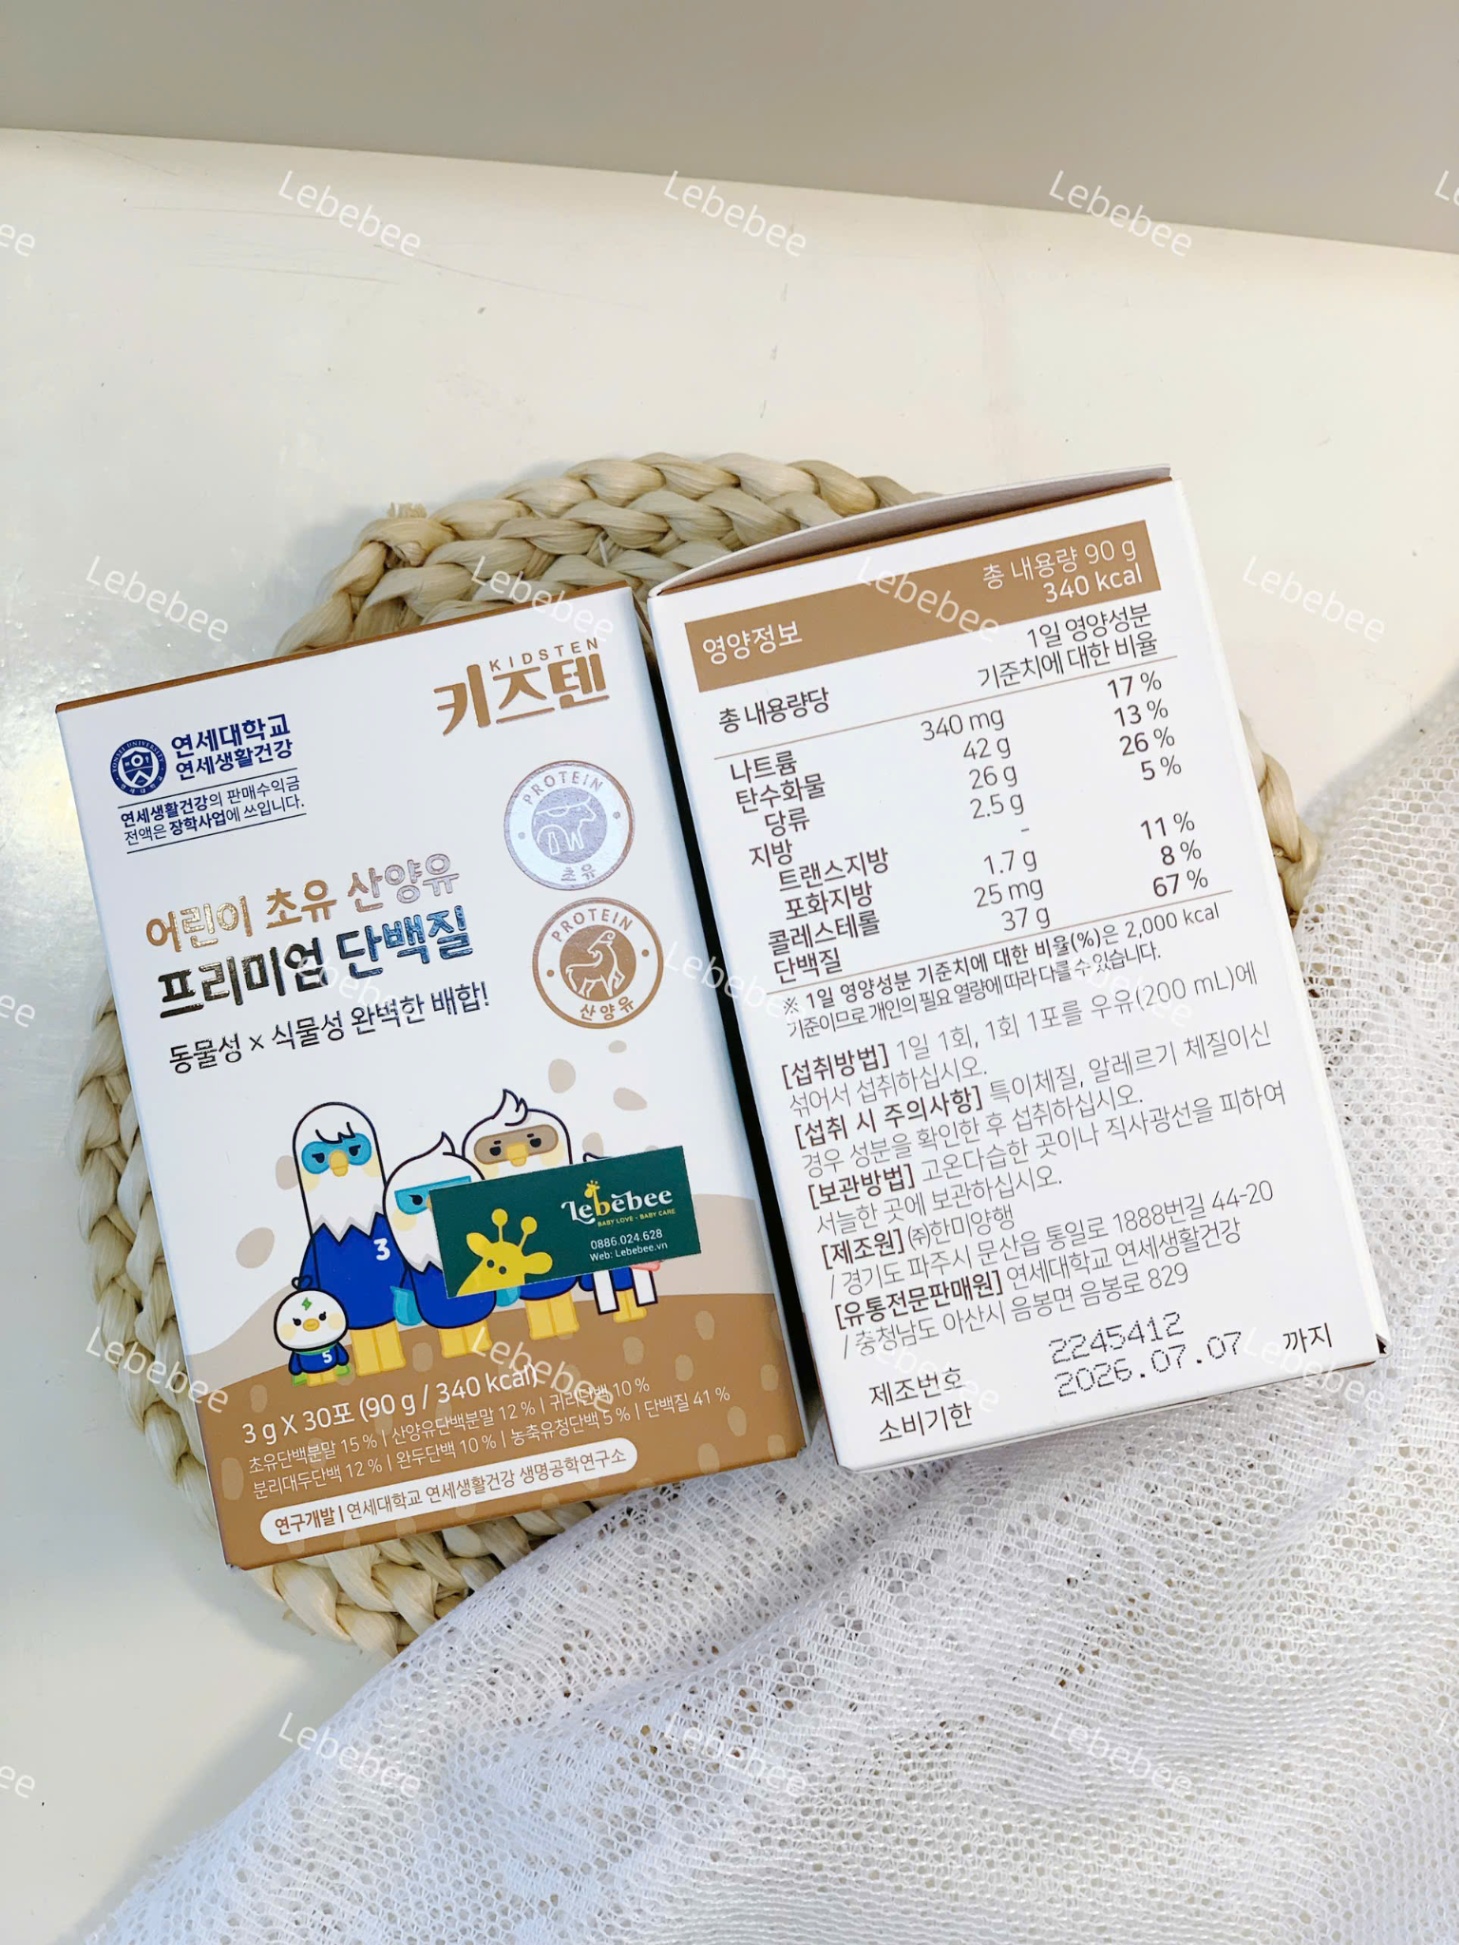 KIDSTEN
키즈텐
연세대학교
연세생활건강
연세생활건강의 판매수익금
전액은 장학사업에 쓰입니다.
PROTEIN
초유
PROTEIN
산양유
어린이 초유 산양유
프리미엄 단백질
동물성 × 식물성 완벽한 배합!
3
5
Lebēbee
BABY LOVE - BABY CARE
0886.024.628
Web: Lebebee.vn
3 g X 30포 (90 g / 340 kcal)
초유단백분말 15 % | 산양유단백분말 12 % | 귀리단백 10 %
분리대두단백 12 % | 완두단백 10 % | 농축유청단백 5 % | 단백질 41 %
연구개발 | 연세대학교 연세생활건강 생명공학연구소
영양정보
총 내용량 90 g
340 kcal
총 내용량당
1일 영양성분
기준치에 대한 비율
나트륨 340 mg 17 %
탄수화물 42 g 13 %
당류 26 g 26 %
지방 2.5 g 5 %
트랜스지방 -
포화지방 1.7 g 11 %
콜레스테롤 25 mg 8 %
단백질 37 g 67 %
※ 1일 영양성분 기준치에 대한 비율(%)은 2,000 kcal
기준이므로 개인의 필요 열량에 따라 다를 수 있습니다.
[섭취방법] 1일 1회, 1회 1포를 우유(200 mL)에
섞어서 섭취하십시오.
[섭취 시 주의사항] 특이체질, 알레르기 체질이신
경우 성분을 확인한 후 섭취하십시오.
[보관방법] 고온다습한 곳이나 직사광선을 피하여
서늘한 곳에 보관하십시오.
[제조원] ㈜한미양행
/ 경기도 파주시 문산읍 통일로 1888번길 44-20
[유통전문판매원] 연세대학교 연세생활건강
/ 충청남도 아산시 음봉면 음봉로 829
제조번호 2245412
소비기한 2026.07.07 까지
Lebebee
Lebebee
Lebebee
Lebebee
Lebebee
Lebebee
Lebebee
Lebebee
Lebebee
Lebebee
Lebebee
Lebebee
Lebebee
Lebebee